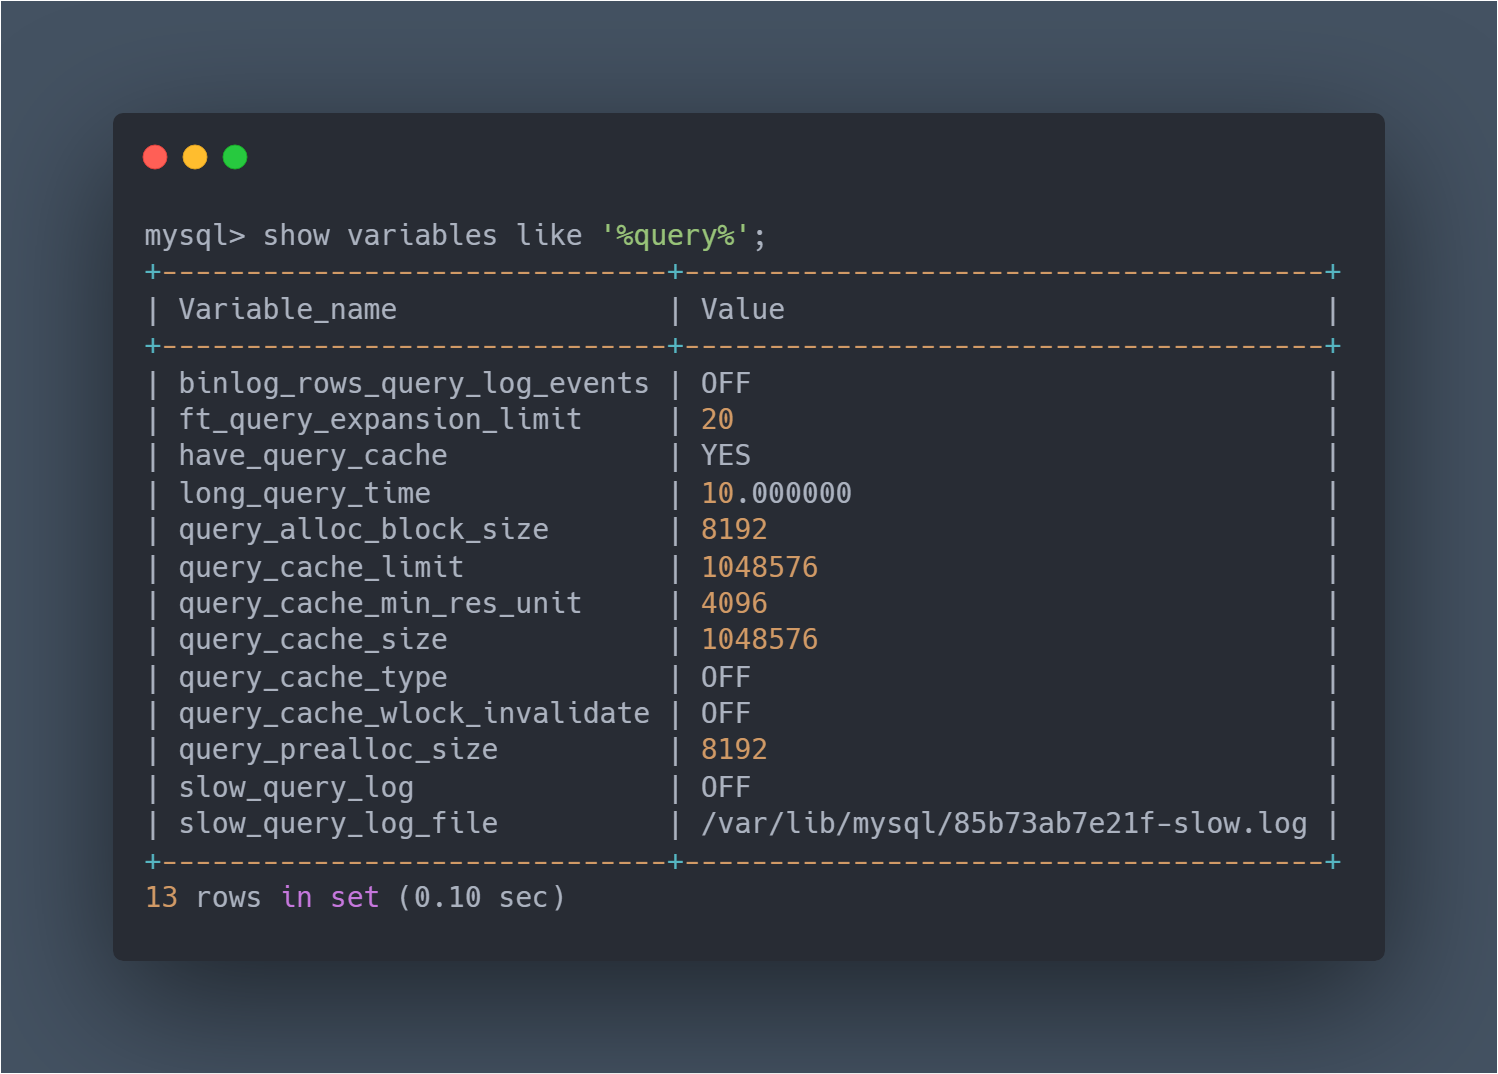 mysql> show variables like '%query%';
+------------------------------+--------------------------------------+
| Variable_name                | Value                                |
+------------------------------+--------------------------------------+
| binlog_rows_query_log_events | OFF                                  |
| ft_query_expansion_limit     | 20                                   |
| have_query_cache             | YES                                  |
| long_query_time              | 10.000000                            |
| query_alloc_block_size       | 8192                                 |
| query_cache_limit            | 1048576                              |
| query_cache_min_res_unit     | 4096                                 |
| query_cache_size             | 1048576                              |
| query_cache_type             | OFF                                  |
| query_cache_wlock_invalidate | OFF                                  |
| query_prealloc_size          | 8192                                 |
| slow_query_log               | OFF                                  |
| slow_query_log_file          | /var/lib/mysql/85b73ab7e21f-slow.log |
+------------------------------+--------------------------------------+
13 rows in set (0.10 sec)